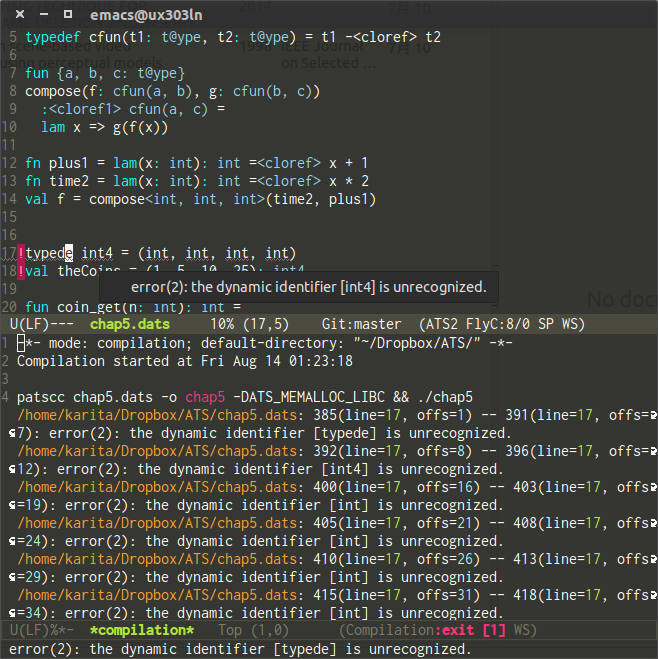 emacs@ux303ln
5 typedef cfun(t1: t@ype, t2: t@ype) = t1 -<cloref> t2
6
7 fun {a, b, c: t@ype}
8 compose(f: cfun(a, b), g: cfun(b, c))
9 :<cloref1> cfun(a, c) =
10 lam x => g(f(x))
11
12 fn plus1 = lam(x: int): int =<cloref> x + 1
13 fn time2 = lam(x: int): int =<cloref> x * 2
14 val f = compose<int, int, int>(time2, plus1)
15
16
17 !typede int4 = (int, int, int, int)
18 !val theCoins = (1, 5, 10, 25): int4
error(2): the dynamic identifier [int4] is unrecognized.
20 fun coin_get(n: int): int =
U(LF)--- chap5.dats 10% (17,5) Git:master (ATS2 FlyC:8/0 SP WS)
1 -*- mode: compilation; default-directory: "~/Dropbox/ATS/" -*-
2 Compilation started at Fri Aug 14 01:23:18
3
4 patscc chap5.dats -o chap5 -DATS_MEMALLOC_LIBC && ./chap5
/home/karita/Dropbox/ATS/chap5.dats: 385(line=17, offs=1) -- 391(line=17, offs=
7): error(2): the dynamic identifier [typede] is unrecognized.
/home/karita/Dropbox/ATS/chap5.dats: 392(line=17, offs=8) -- 396(line=17, offs=
12): error(2): the dynamic identifier [int4] is unrecognized.
/home/karita/Dropbox/ATS/chap5.dats: 400(line=17, offs=16) -- 403(line=17, offs
=19): error(2): the dynamic identifier [int] is unrecognized.
/home/karita/Dropbox/ATS/chap5.dats: 405(line=17, offs=21) -- 408(line=17, offs
=24): error(2): the dynamic identifier [int] is unrecognized.
/home/karita/Dropbox/ATS/chap5.dats: 410(line=17, offs=26) -- 413(line=17, offs
=29): error(2): the dynamic identifier [int] is unrecognized.
/home/karita/Dropbox/ATS/chap5.dats: 415(line=17, offs=31) -- 418(line=17, offs
=34): error(2): the dynamic identifier [int] is unrecognized.
U(LF)%*- *compilation* Top (1,0) (Compilation:exit [1] WS)
error(2): the dynamic identifier [typede] is unrecognized.